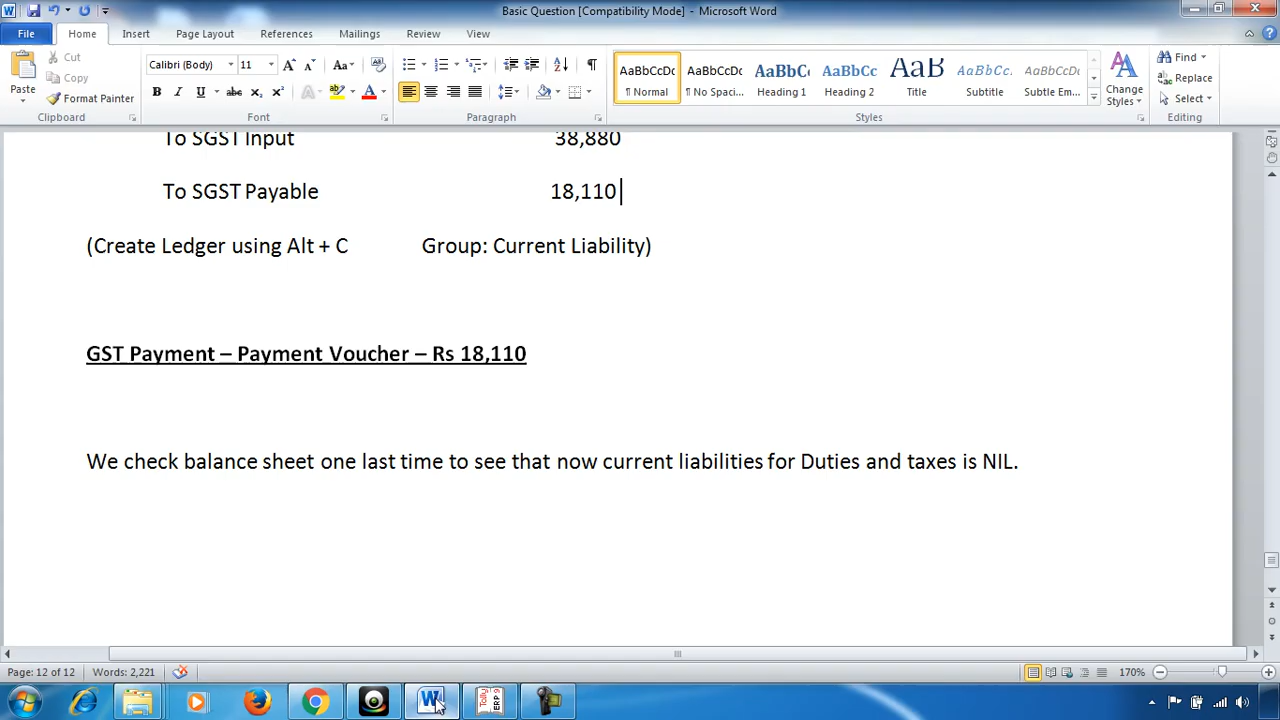 Basic Question [Compatibility Mode] - Microsoft Word
File Home Insert Page Layout References Mailings Review View
Paste
Cut
Copy
Format Painter
Clipboard
Calibri (Body) 11
Font
Paragraph
AaBbCcDc AaBbCcDc AaBbCc AaBbCc AaB AaBbCcL AaBbCcDc
¶ Normal ¶ No Spaci... Heading 1 Heading 2 Title Subtitle Subtle Em...
Change Styles
Styles
Find
Replace
Select
Editing
To SGST Input 38,880
To SGST Payable 18,110
(Create Ledger using Alt + C Group: Current Liability)
GST Payment – Payment Voucher – Rs 18,110
We check balance sheet one last time to see that now current liabilities for Duties and taxes is NIL.
Page: 12 of 12 Words: 2,221 170%
Tally ERP 9